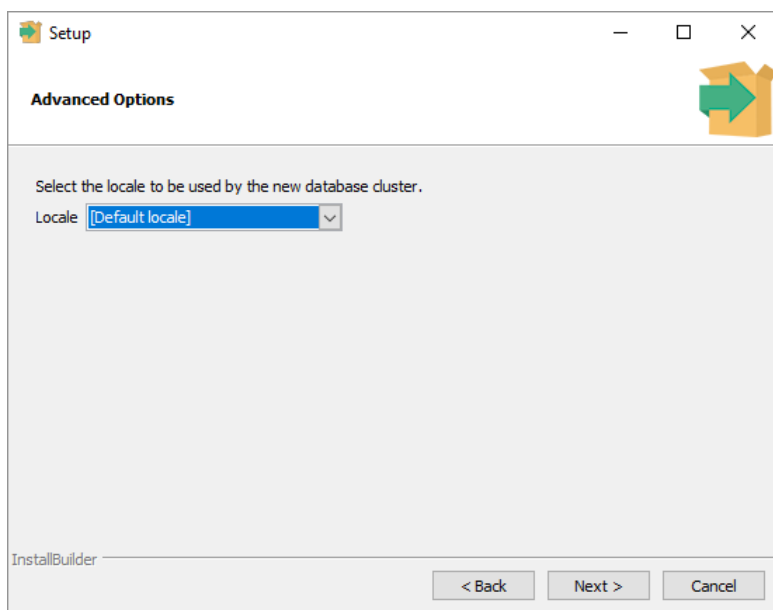 Setup
Advanced Options
Select the locale to be used by the new database cluster.
Locale [Default locale]
InstallBuilder
< Back Next > Cancel